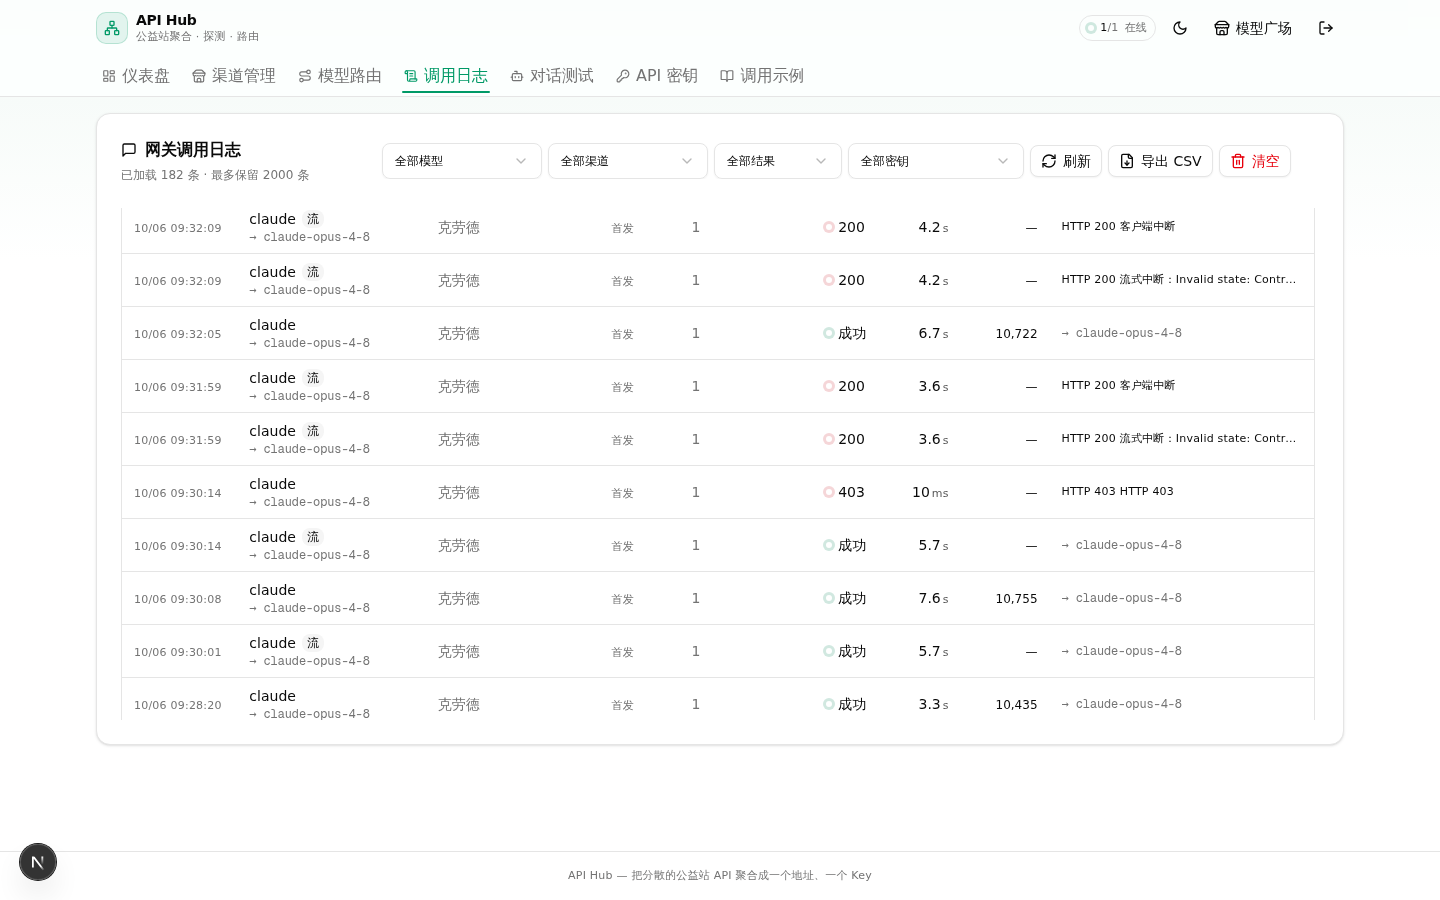 API Hub
公益站聚合 · 探测 · 路由
1/1 在线
模型广场
仪表盘
渠道管理
模型路由
调用日志
对话测试
API 密钥
调用示例
网关调用日志
已加载 182 条 · 最多保留 2000 条
全部模型
全部渠道
全部结果
全部密钥
刷新
导出 CSV
清空
10/06 09:32:09 claude 流 克劳德 首发 1 200 4.2 s — HTTP 200 客户端中断
→ claude-opus-4-8
10/06 09:32:09 claude 流 克劳德 首发 1 200 4.2 s — HTTP 200 流式中断：Invalid state: Contr...
→ claude-opus-4-8
10/06 09:32:05 claude 克劳德 首发 1 成功 6.7 s 10,722 → claude-opus-4-8
→ claude-opus-4-8
10/06 09:31:59 claude 流 克劳德 首发 1 200 3.6 s — HTTP 200 客户端中断
→ claude-opus-4-8
10/06 09:31:59 claude 流 克劳德 首发 1 200 3.6 s — HTTP 200 流式中断：Invalid state: Contr...
→ claude-opus-4-8
10/06 09:30:14 claude 克劳德 首发 1 403 10 ms — HTTP 403 HTTP 403
→ claude-opus-4-8
10/06 09:30:14 claude 流 克劳德 首发 1 成功 5.7 s — → claude-opus-4-8
→ claude-opus-4-8
10/06 09:30:08 claude 克劳德 首发 1 成功 7.6 s 10,755 → claude-opus-4-8
→ claude-opus-4-8
10/06 09:30:01 claude 流 克劳德 首发 1 成功 5.7 s — → claude-opus-4-8
→ claude-opus-4-8
10/06 09:28:20 claude 克劳德 首发 1 成功 3.3 s 10,435 → claude-opus-4-8
→ claude-opus-4-8
N
API Hub — 把分散的公益站 API 聚合成一个地址、一个 Key